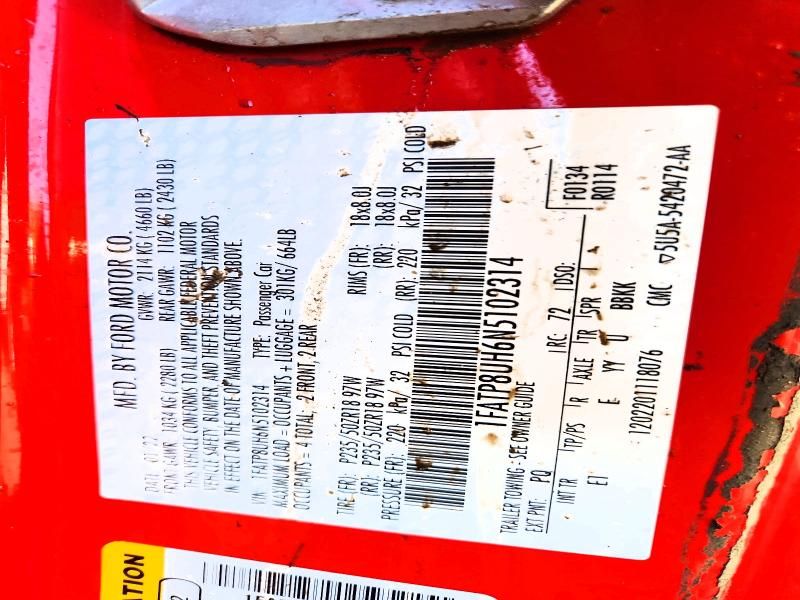 MFD. BY FORD MOTOR CO.
DATE: 01 22 GVWR: 2114 KG ( 4660 LB)
FRONT GAWR: 1034 KG ( 2280 LB) REAR GAWR: 1102 KG ( 2430 LB)
THIS VEHICLE CONFORMS TO ALL APPLICABLE FEDERAL MOTOR
VEHICLE SAFETY, BUMPER, AND THEFT PREVENTION STANDARDS
IN EFFECT ON THE DATE OF MANUFACTURE SHOWN ABOVE.
VIN: 1FATP8UH6N5102314 TYPE: Passenger Car
MAXIMUM LOAD = OCCUPANTS + LUGGAGE = 301KG/ 664LB
OCCUPANTS = 4 TOTAL: 2 FRONT, 2 REAR
TIRE (FR): P235/50ZR18 97W RIMS (FR): 18x8.0J
(RR): P235/50ZR18 97W (RR): 18x8.0J
PRESSURE (FR): 220 kPa/ 32 PSI COLD (RR): 220 kPa/ 32 PSI COLD
1FATP8UH6N5102314
TRAILER TOWING - SEE OWNER GUIDE F0134
EXT PNT: PQ RC: 72 DSO: R0114
INT TR TP/PS R AXLE TR SPR
ET E YY U BBKK
1202201118076 CMC ▽5U5A-5420472-AA
ATION